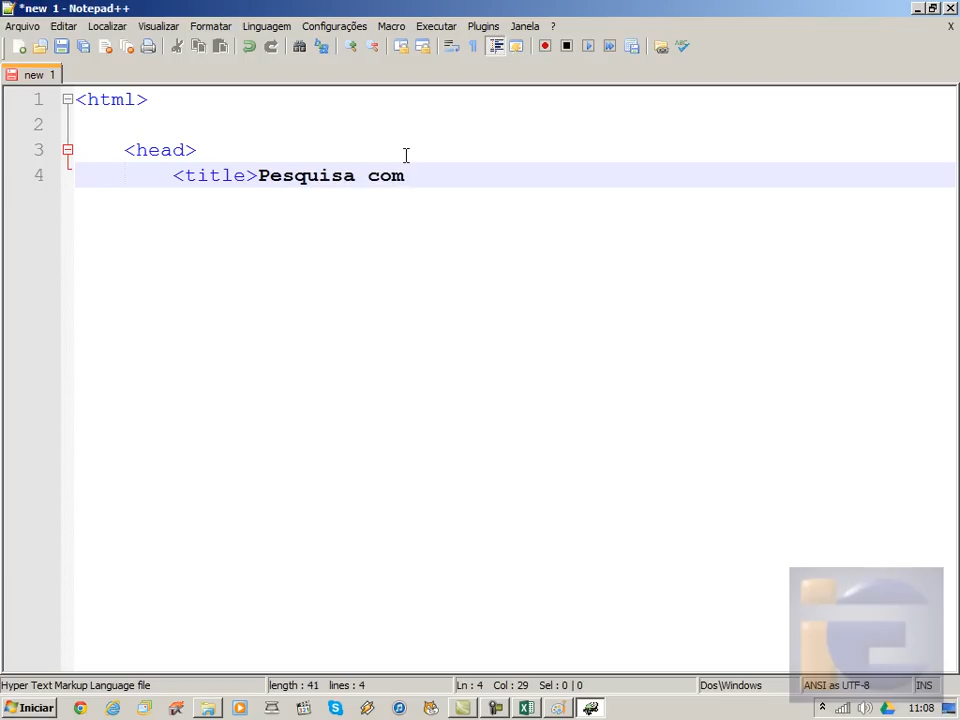 *new 1 - Notepad++
Arquivo Editar Localizar Visualizar Formatar Linguagem Configurações Macro Executar Plugins Janela ? X
new 1
1 <html>
2
3 <head>
4 <title>Pesquisa com
Hyper Text Markup Language file length : 41 lines : 4 Ln : 4 Col : 29 Sel : 0 | 0 Dos\Windows ANSI as UTF-8 INS
Iniciar 11:08